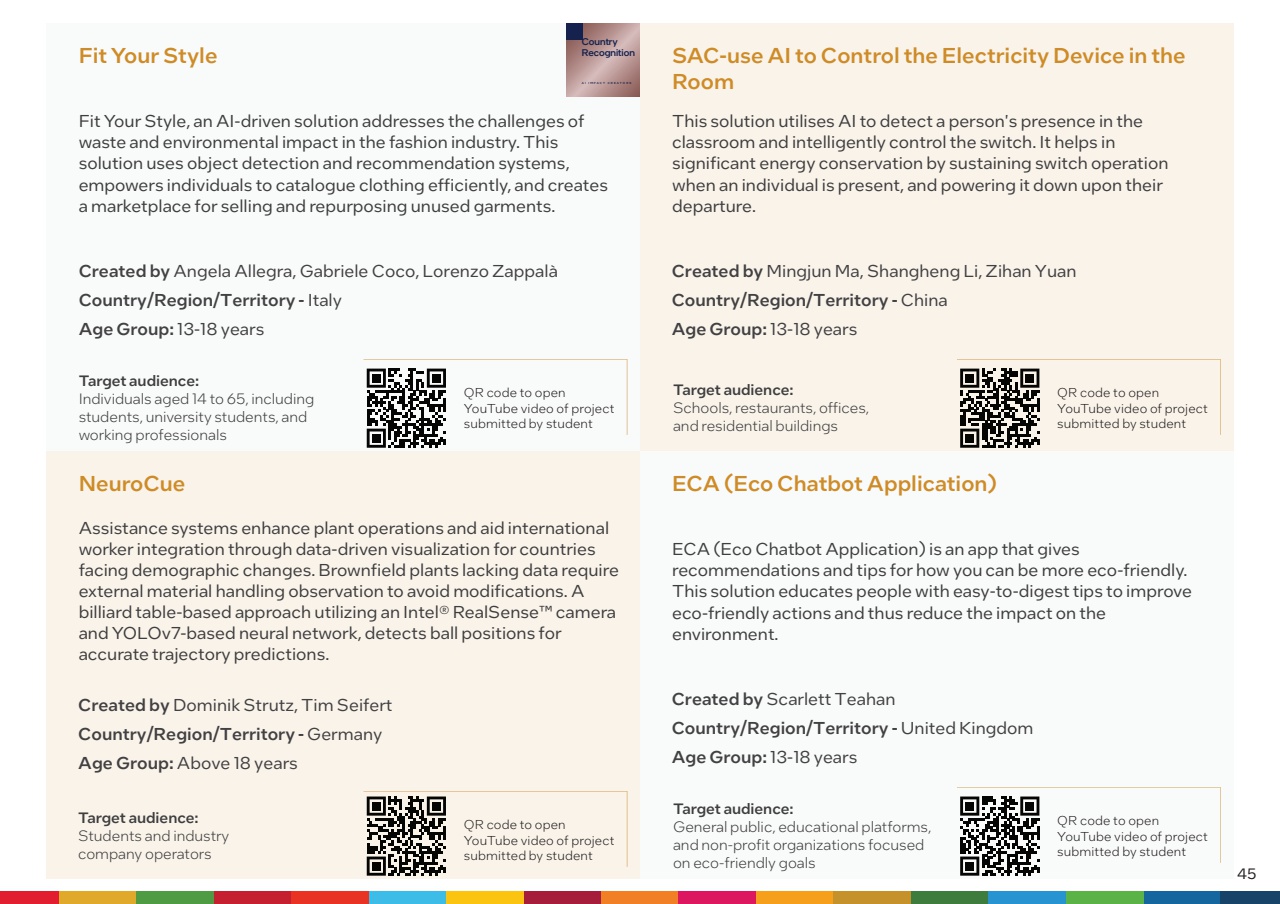 Fit Your Style
Country
Recognition
AI IMPACT CREATORS
Fit Your Style, an AI-driven solution addresses the challenges of
waste and environmental impact in the fashion industry. This
solution uses object detection and recommendation systems,
empowers individuals to catalogue clothing efficiently, and creates
a marketplace for selling and repurposing unused garments.
Created by Angela Allegra, Gabriele Coco, Lorenzo Zappalà
Country/Region/Territory - Italy
Age Group: 13-18 years
Target audience:
Individuals aged 14 to 65, including
students, university students, and
working professionals
QR code to open
YouTube video of project
submitted by student
SAC-use AI to Control the Electricity Device in the
Room
This solution utilises AI to detect a person's presence in the
classroom and intelligently control the switch. It helps in
significant energy conservation by sustaining switch operation
when an individual is present, and powering it down upon their
departure.
Created by Mingjun Ma, Shangheng Li, Zihan Yuan
Country/Region/Territory - China
Age Group: 13-18 years
Target audience:
Schools, restaurants, offices,
and residential buildings
QR code to open
YouTube video of project
submitted by student
NeuroCue
Assistance systems enhance plant operations and aid international
worker integration through data-driven visualization for countries
facing demographic changes. Brownfield plants lacking data require
external material handling observation to avoid modifications. A
billiard table-based approach utilizing an Intel® RealSense™ camera
and YOLOv7-based neural network, detects ball positions for
accurate trajectory predictions.
Created by Dominik Strutz, Tim Seifert
Country/Region/Territory - Germany
Age Group: Above 18 years
Target audience:
Students and industry
company operators
QR code to open
YouTube video of project
submitted by student
ECA (Eco Chatbot Application)
ECA (Eco Chatbot Application) is an app that gives
recommendations and tips for how you can be more eco-friendly.
This solution educates people with easy-to-digest tips to improve
eco-friendly actions and thus reduce the impact on the
environment.
Created by Scarlett Teahan
Country/Region/Territory - United Kingdom
Age Group: 13-18 years
Target audience:
General public, educational platforms,
and non-profit organizations focused
on eco-friendly goals
QR code to open
YouTube video of project
submitted by student
45